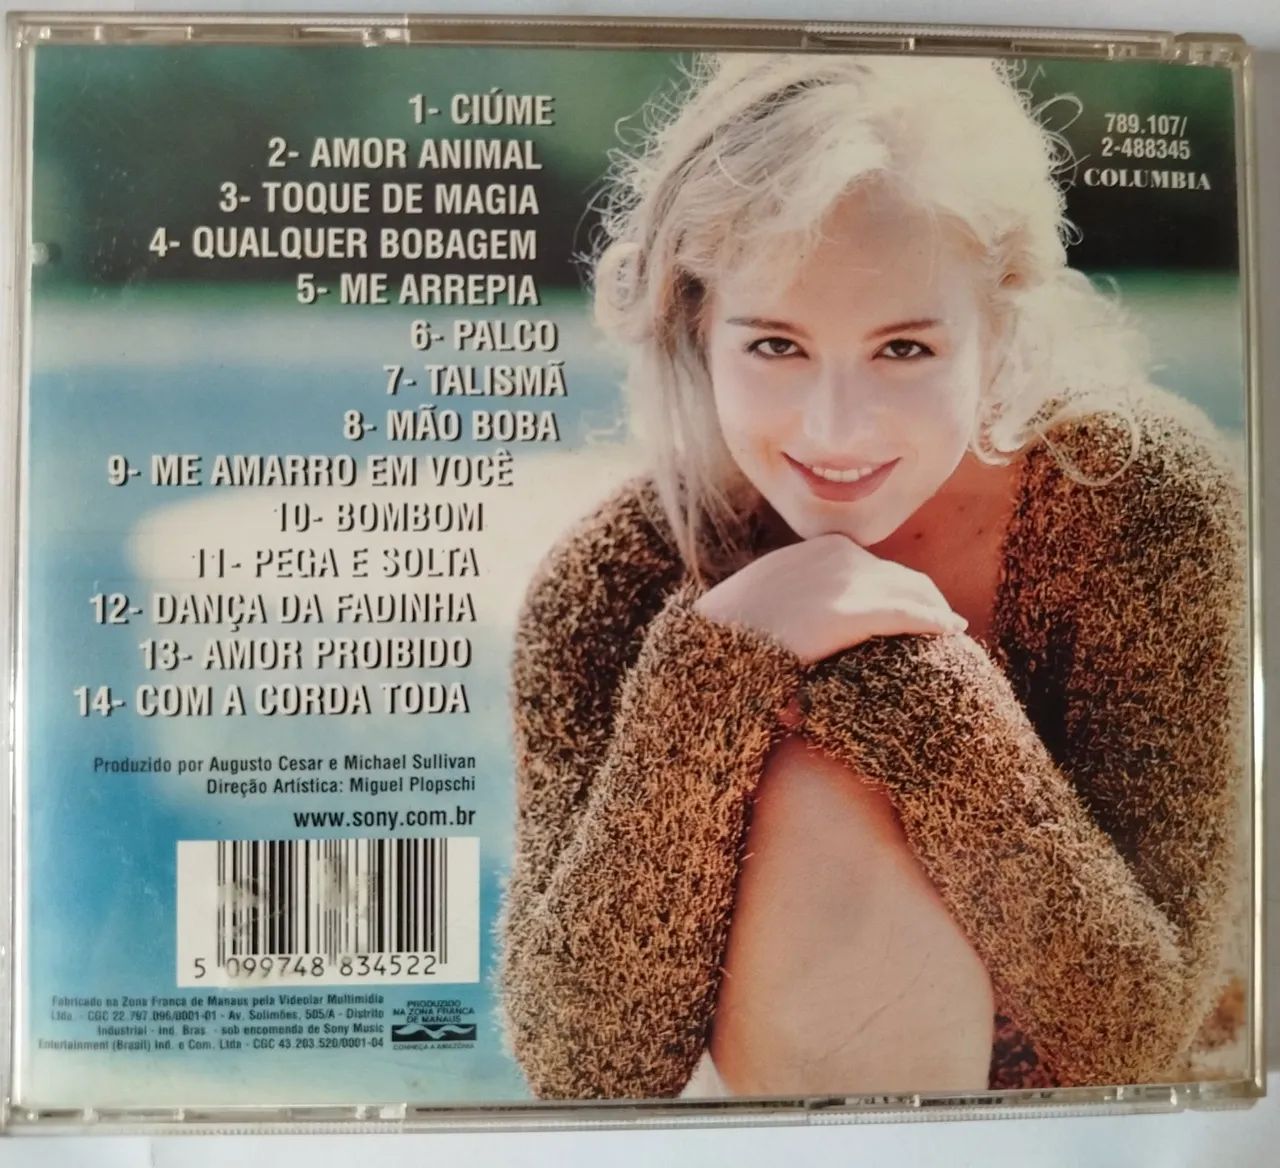 1- CIÚME
2- AMOR ANIMAL
3- TOQUE DE MAGIA
4- QUALQUER BOBAGEM
5- ME ARREPIA
6- PALCO
7- TALISMÃ
8- MÃO BOBA
9- ME AMARRO EM VOCÊ
10- BOMBOM
11- PEGA E SOLTA
12- DANÇA DA FADINHA
13- AMOR PROIBIDO
14- COM A CORDA TODA
789.107/
2-488345
COLUMBIA
Produzido por Augusto Cesar e Michael Sullivan
Direção Artística: Miguel Plopschi
www.sony.com.br
5 099748 834522
Fabricado na Zona Franca de Manaus pela Videolar Multimídia
Ltda. - CGC 22.797.096/0001-01 - Av. Solimões, 505/A - Distrito
Industrial - Ind. Bras. - sob encomenda de Sony Music
Entertainment (Brasil) Ind. e Com. Ltda - CGC 43.203.520/0001-04
PRODUZIDO
NA ZONA FRANCA
DE MANAUS
CONHEÇA A AMAZÔNIA